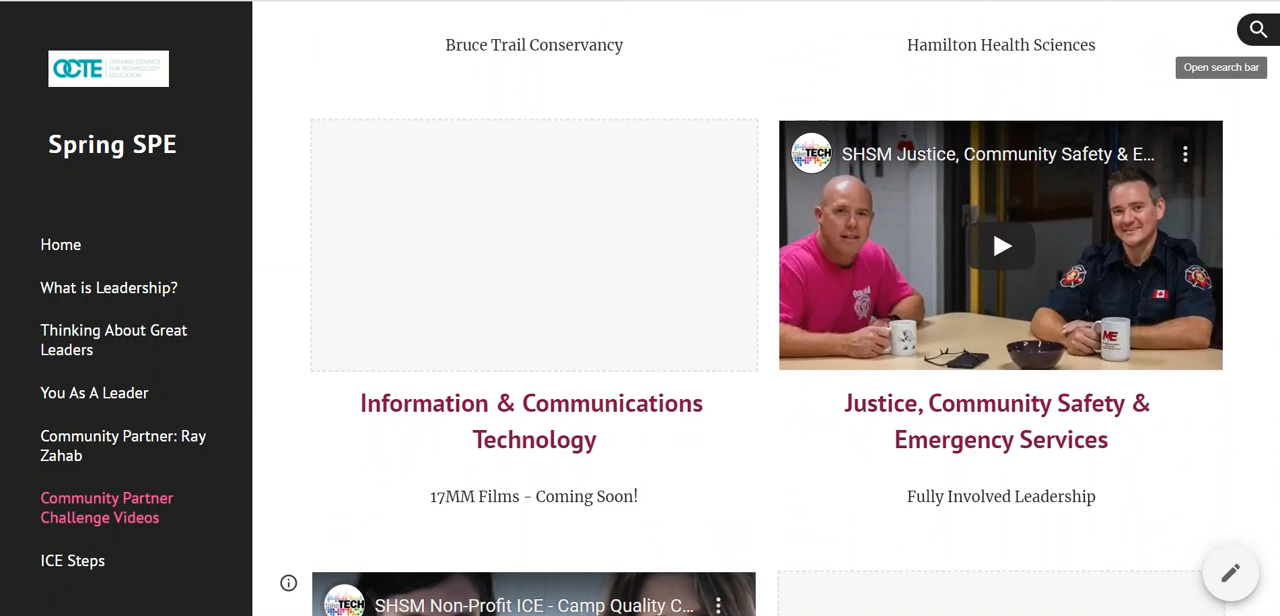 OCTE
ONTARIO COUNCIL
FOR TECHNOLOGY
EDUCATION
Spring SPE
Home
What is Leadership?
Thinking About Great
Leaders
You As A Leader
Community Partner: Ray
Zahab
Community Partner
Challenge Videos
ICE Steps
Bruce Trail Conservancy
Hamilton Health Sciences
Open search bar
TECH
SHSM Justice, Community Safety & E...
ME
Information & Communications
Technology
17MM Films - Coming Soon!
Justice, Community Safety &
Emergency Services
Fully Involved Leadership
TECH
SHSM Non-Profit ICE - Camp Quality C...